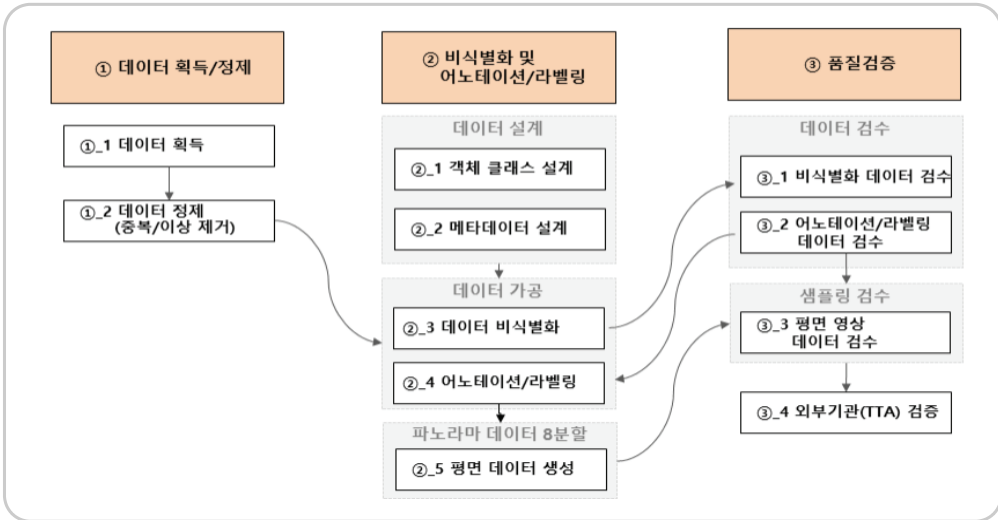 ① 데이터 획득/정제
①_1 데이터 획득
①_2 데이터 정제
(중복/이상 제거)
② 비식별화 및
어노테이션/라벨링
데이터 설계
②_1 객체 클래스 설계
②_2 메타데이터 설계
데이터 가공
②_3 데이터 비식별화
②_4 어노테이션/라벨링
파노라마 데이터 8분할
②_5 평면 데이터 생성
③ 품질검증
데이터 검수
③_1 비식별화 데이터 검수
③_2 어노테이션/라벨링
데이터 검수
샘플링 검수
③_3 평면 영상
데이터 검수
③_4 외부기관(TTA) 검증